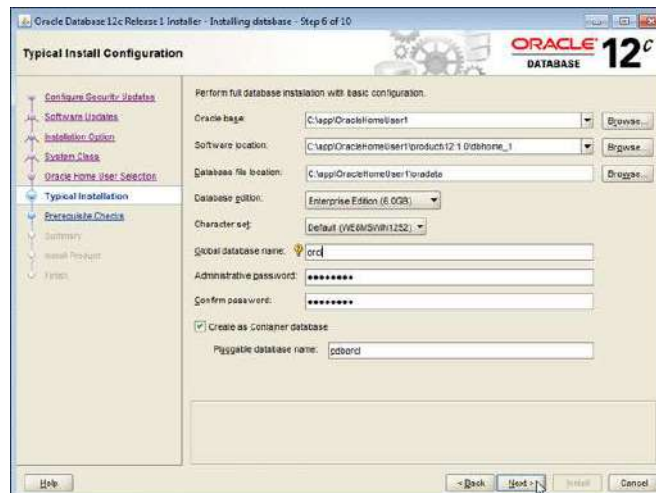 Oracle Database 12c Release 1 Installer - Installing database - Step 6 of 10
Typical Install Configuration
ORACLE
DATABASE
12c
Configure Security Updates
Software Updates
Installation Option
System Class
Oracle Home User Selection
Typical Installation
Prerequisite Checks
Summary
Install Product
Finish
Perform full database installation with basic configuration.
Oracle base:
C:\app\OracleHomeUser1
Browse...
Software location:
C:\app\OracleHomeUser1\product\12.1.0\dbhome_1
Browse...
Database file location:
C:\app\OracleHomeUser1\oradata
Browse...
Database edition:
Enterprise Edition (6.0GB)
Character set:
Default (WE8MSWIN1252)
Global database name:
orcl
Administrative password:
••••••••
Confirm password:
••••••••
Create as Container database
Pluggable database name:
pdborcl
Help
< Back
Next >
Install
Cancel